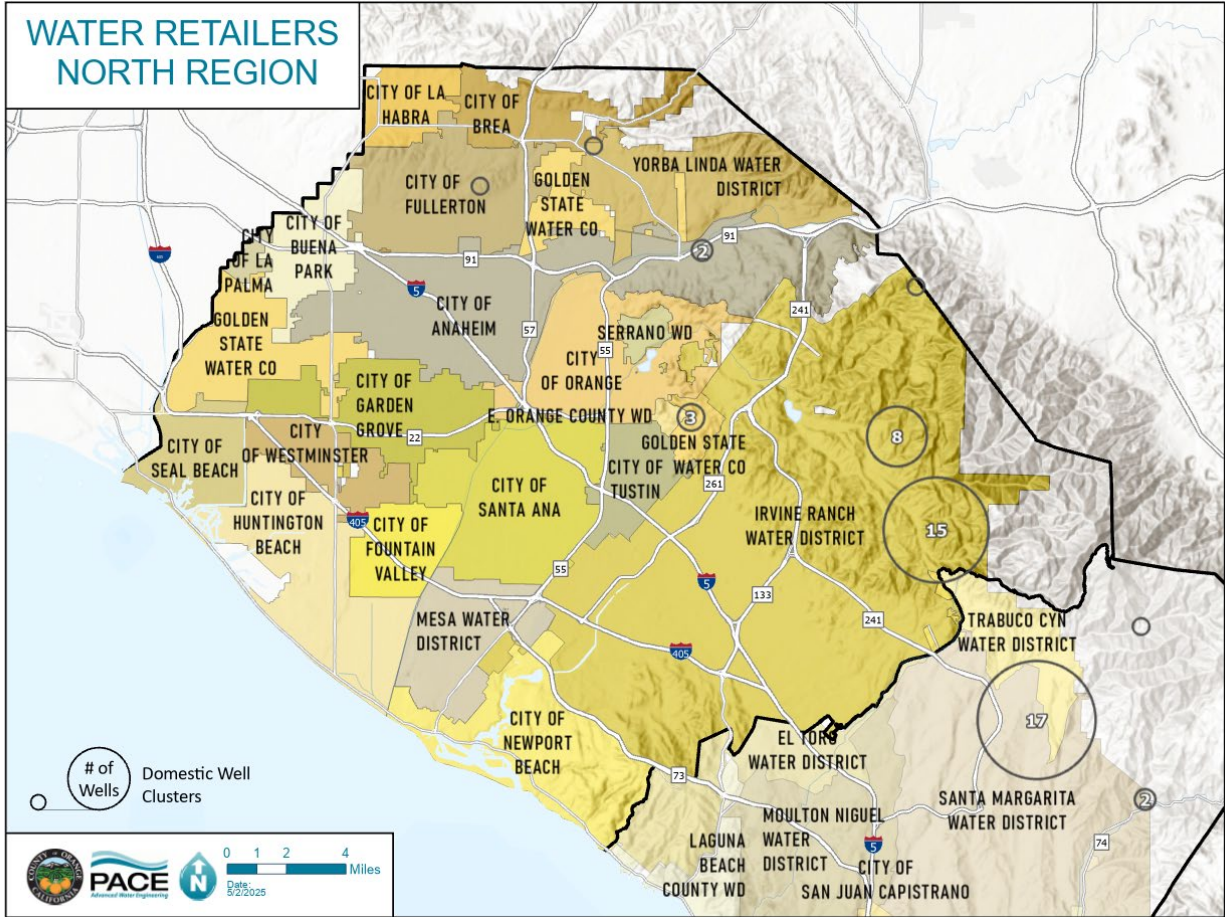 WATER RETAILERS
NORTH REGION
CITY OF LA
HABRA
CITY OF
BREA
YORBA LINDA WATER
DISTRICT
CITY OF
FULLERTON
GOLDEN
STATE
WATER CO
CITY OF
BUENA
PARK
CITY
OF LA
PALMA
2
91
91
5
241
CITY OF
ANAHEIM
57
GOLDEN
STATE
WATER CO
SERRANO WD
55
CITY
OF ORANGE
CITY OF
GARDEN
GROVE
E. ORANGE COUNTY WD
3
GOLDEN STATE
WATER CO
8
22
CITY
OF WESTMINSTER
CITY OF
SEAL BEACH
CITY OF
TUSTIN
261
CITY OF
SANTA ANA
CITY OF
HUNTINGTON
BEACH
405
CITY OF
FOUNTAIN
VALLEY
IRVINE RANCH
WATER DISTRICT
15
55
5
133
MESA WATER
DISTRICT
241
TRABUCO CYN
WATER DISTRICT
405
17
CITY OF
NEWPORT
BEACH
EL TORO
WATER DISTRICT
73
SANTA MARGARITA
WATER DISTRICT
2
MOULTON NIGUEL
WATER
DISTRICT
LAGUNA
BEACH
COUNTY WD
5
74
CITY OF
SAN JUAN CAPISTRANO
# of
Wells
Domestic Well
Clusters
COUNTY OF ORANGE
CALIFORNIA
PACE
Advanced Water Engineering
N
0 1 2 4
Miles
Date:
5/2/2025